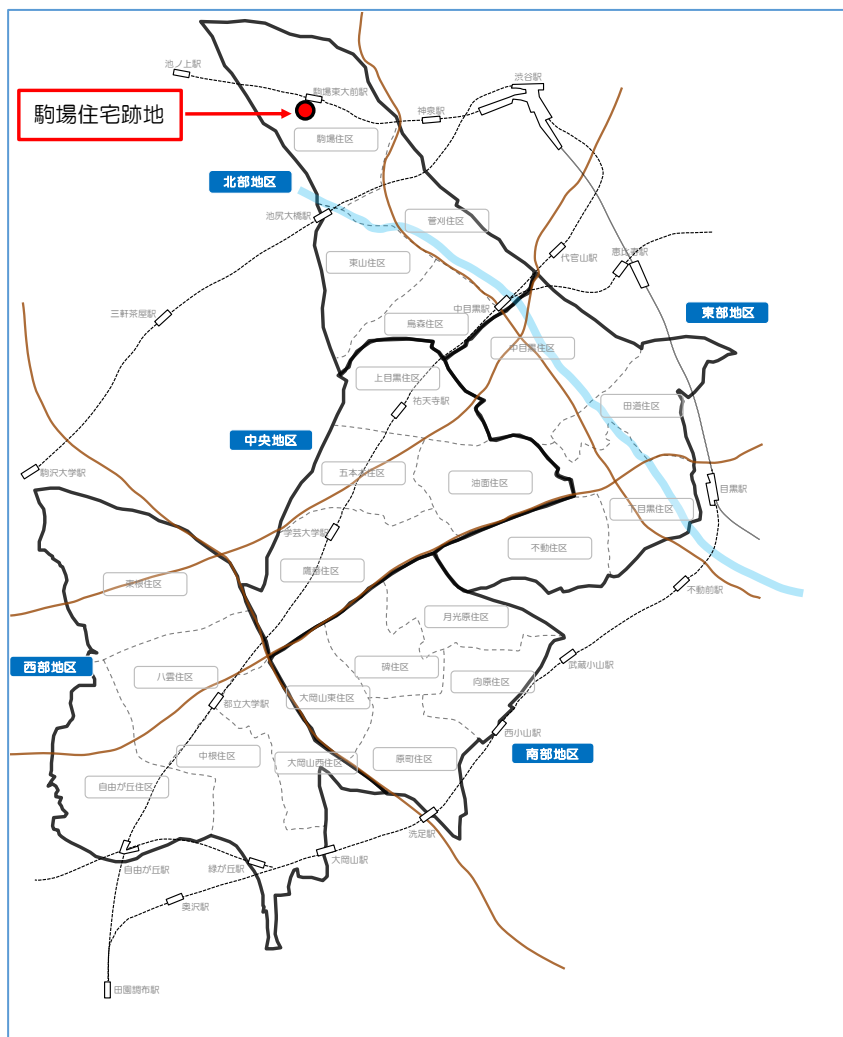 池ノ上駅
渋谷駅
駒場東大前駅
神泉駅
駒場住宅跡地
駒場住区
北部地区
池尻大橋駅
菅刈住区
東山住区
代官山駅
恵比寿駅
三軒茶屋駅
中目黒駅
東部地区
烏森住区
中目黒住区
上目黒住区
祐天寺駅
田道住区
中央地区
駒沢大学駅
五本木住区
油面住区
目黒駅
下目黒住区
学芸大学駅
不動住区
鷹番住区
東根住区
不動前駅
月光原住区
西部地区
八雲住区
碑住区
武蔵小山駅
向原住区
都立大学駅
大岡山東住区
西小山駅
中根住区
大岡山西住区
原町住区
南部地区
自由が丘住区
洗足駅
自由が丘駅
緑が丘駅
大岡山駅
奥沢駅
田園調布駅